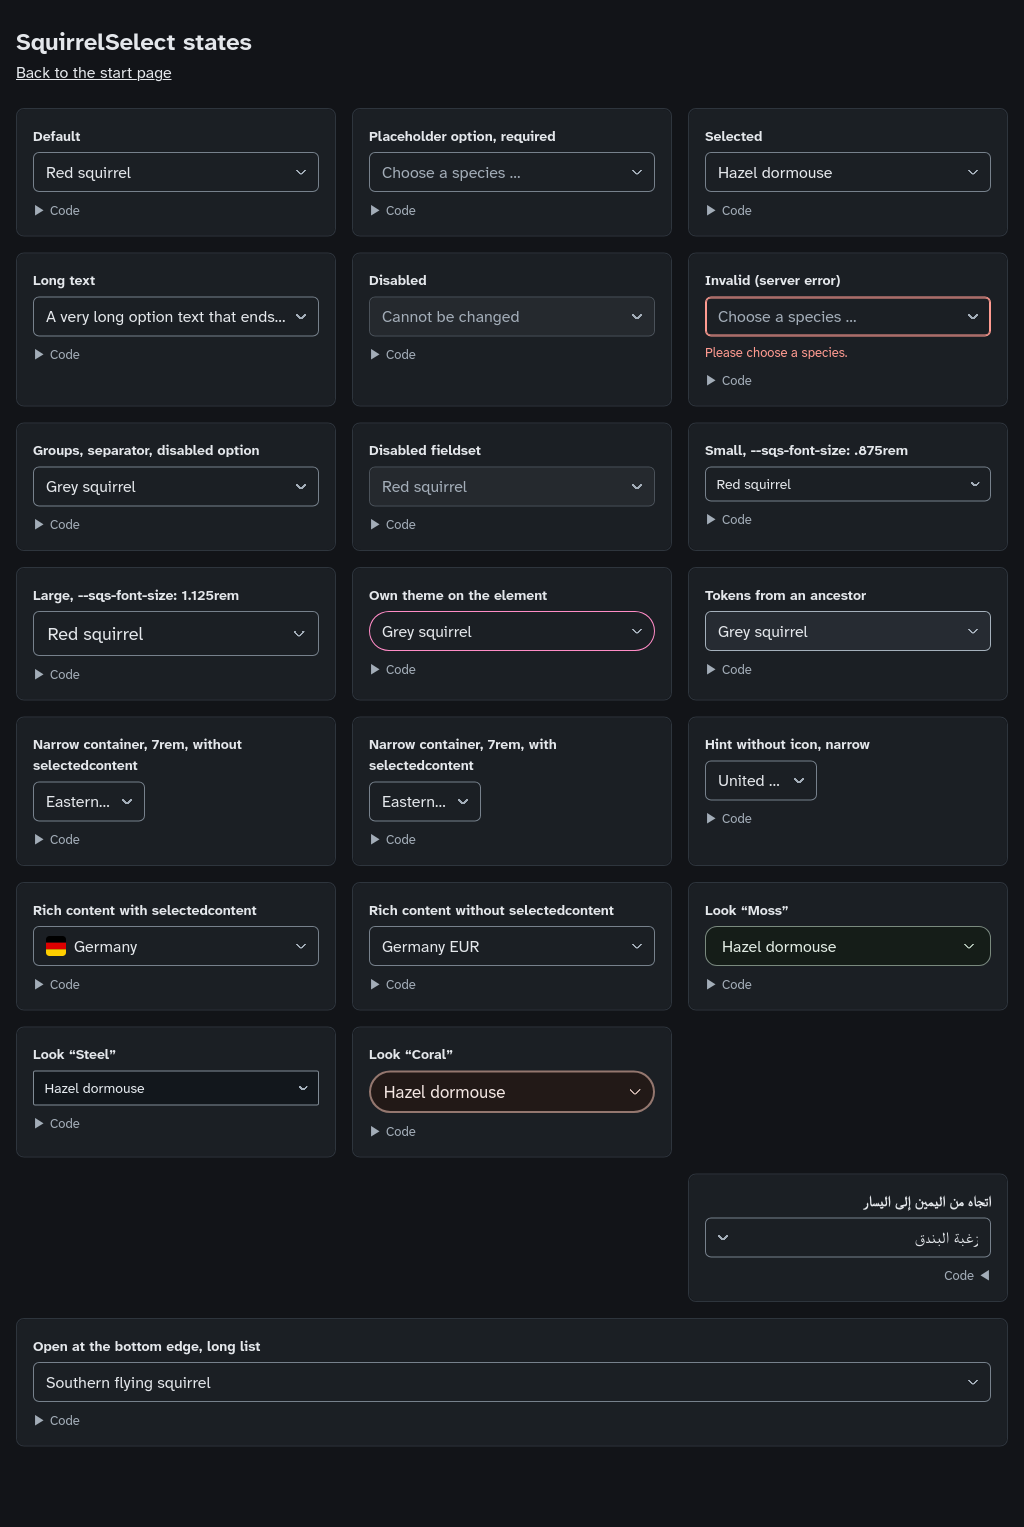 SquirrelSelect states
Back to the start page
Default
Red squirrel
Code
Placeholder option, required
Choose a species ...
Code
Selected
Hazel dormouse
Code
Long text
A very long option text that ends...
Code
Disabled
Cannot be changed
Code
Invalid (server error)
Choose a species ...
Please choose a species.
Code
Groups, separator, disabled option
Grey squirrel
Code
Disabled fieldset
Red squirrel
Code
Small, --sqs-font-size: .875rem
Red squirrel
Code
Large, --sqs-font-size: 1.125rem
Red squirrel
Code
Own theme on the element
Grey squirrel
Code
Tokens from an ancestor
Grey squirrel
Code
Narrow container, 7rem, without
selectedcontent
Eastern...
Code
Narrow container, 7rem, with
selectedcontent
Eastern...
Code
Hint without icon, narrow
United ...
Code
Rich content with selectedcontent
Germany
Code
Rich content without selectedcontent
Germany EUR
Code
Look “Moss”
Hazel dormouse
Code
Look “Steel”
Hazel dormouse
Code
Look “Coral”
Hazel dormouse
Code
اتجاه من اليمين إلى اليسار
زغبة البندق
Code
Open at the bottom edge, long list
Southern flying squirrel
Code